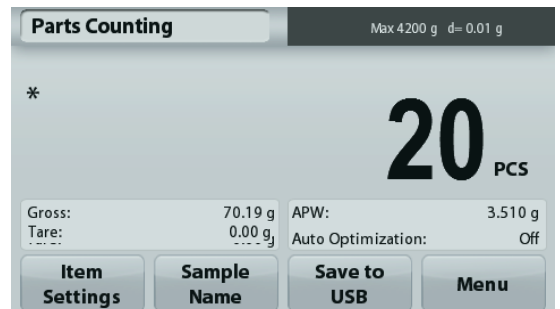 Parts Counting
Max 4200 g d= 0.01 g
*
20 PCS
Gross: 70.19 g
Tare: 0.00 g
APW: 3.510 g
Auto Optimization: Off
Item Settings
Sample Name
Save to USB
Menu